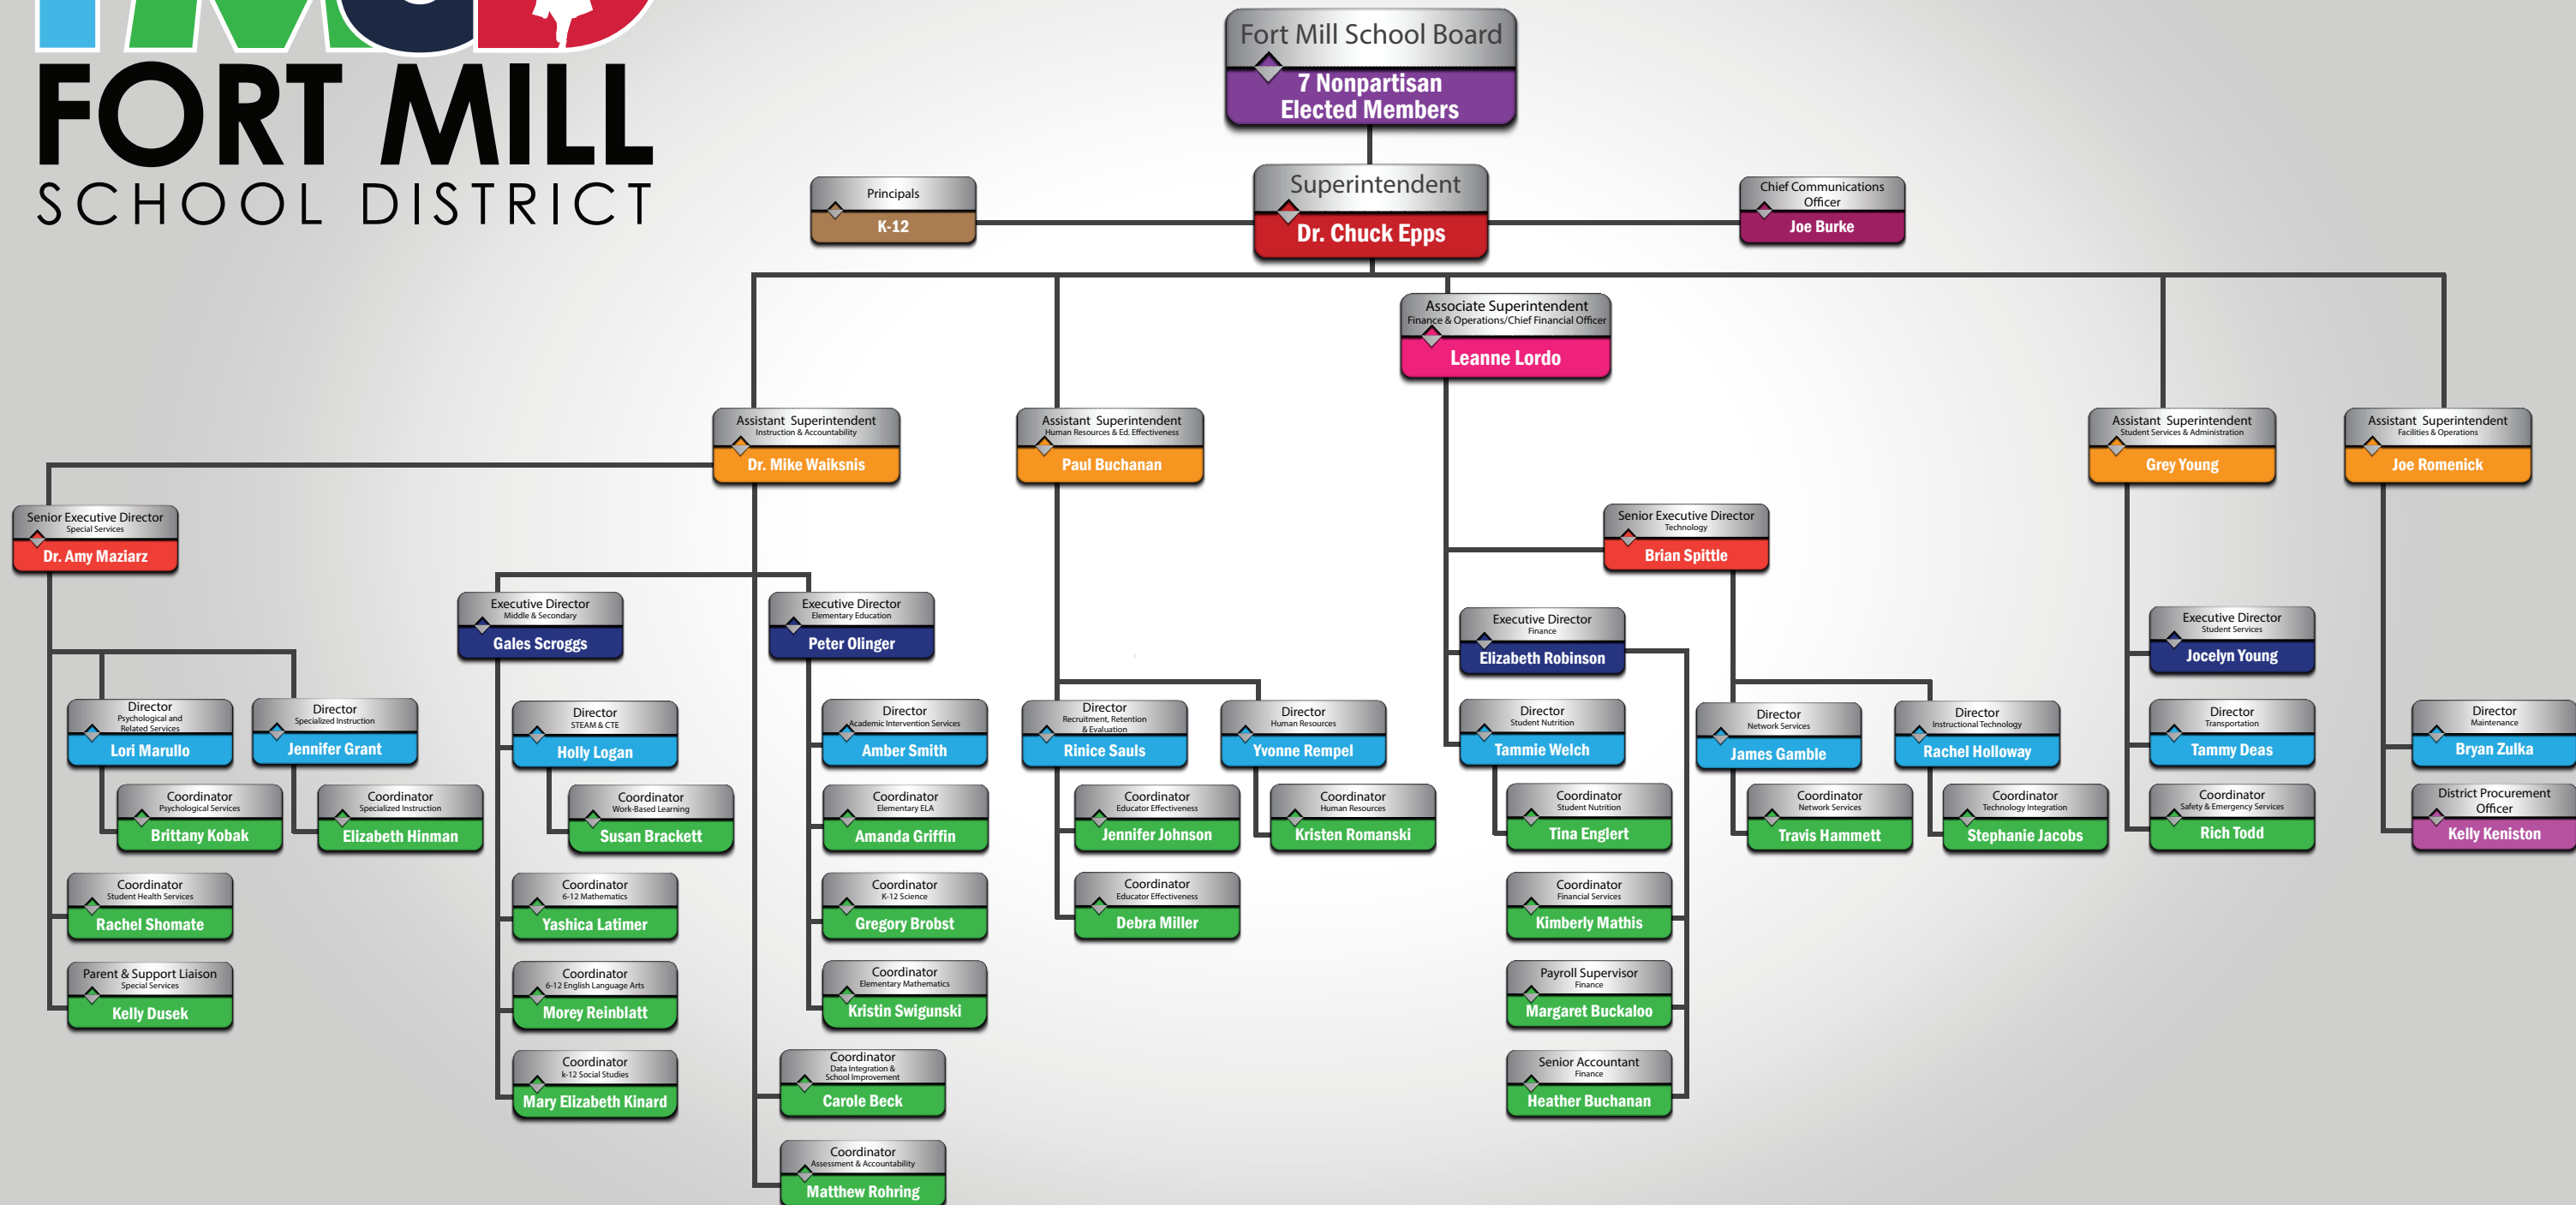 FORT MILL
SCHOOL DISTRICT
Fort Mill School Board
7 Nonpartisan
Elected Members
Principals
K-12
Superintendent
Dr. Chuck Epps
Chief Communications
Officer
Joe Burke
Associate Superintendent
Finance & Operations/Chief Financial Officer
Leanne Lordo
Assistant Superintendent
Instruction & Accountability
Dr. Mike Waiksnis
Assistant Superintendent
Human Resources & Ed. Effectiveness
Paul Buchanan
Assistant Superintendent
Student Services & Administration
Grey Young
Assistant Superintendent
Facilities & Operations
Joe Romenick
Senior Executive Director
Special Services
Dr. Amy Maziarz
Senior Executive Director
Technology
Brian Spittle
Executive Director
Middle & Secondary
Gales Scroggs
Executive Director
Elementary Education
Peter Olinger
Executive Director
Finance
Elizabeth Robinson
Executive Director
Student Services
Jocelyn Young
Director
Psychological and
Related Services
Lori Marullo
Director
Specialized Instruction
Jennifer Grant
Director
STEAM & CTE
Holly Logan
Director
Academic Intervention Services
Amber Smith
Director
Recruitment, Retention
& Evaluation
Rinice Sauls
Director
Human Resources
Yvonne Rempel
Director
Student Nutrition
Tammie Welch
Director
Network Services
James Gamble
Director
Instructional Technology
Rachel Holloway
Director
Transportation
Tammy Deas
Director
Maintenance
Bryan Zulka
Coordinator
Psychological Services
Brittany Kobak
Coordinator
Specialized Instruction
Elizabeth Hinman
Coordinator
Work-Based Learning
Susan Brackett
Coordinator
Elementary ELA
Amanda Griffin
Coordinator
Educator Effectiveness
Jennifer Johnson
Coordinator
Human Resources
Kristen Romanski
Coordinator
Student Nutrition
Tina Englert
Coordinator
Network Services
Travis Hammett
Coordinator
Technology Integration
Stephanie Jacobs
Coordinator
Safety & Emergency Services
Rich Todd
District Procurement
Officer
Kelly Keniston
Coordinator
Student Health Services
Rachel Shomate
Coordinator
6-12 Mathematics
Yashica Latimer
Coordinator
K-12 Science
Gregory Brobst
Coordinator
Educator Effectiveness
Debra Miller
Coordinator
Financial Services
Kimberly Mathis
Parent & Support Liaison
Special Services
Kelly Dusek
Coordinator
6-12 English Language Arts
Morey Reinblatt
Coordinator
Elementary Mathematics
Kristin Swigunski
Payroll Supervisor
Finance
Margaret Buckaloo
Coordinator
k-12 Social Studies
Mary Elizabeth Kinard
Coordinator
Data Integration &
School Improvement
Carole Beck
Senior Accountant
Finance
Heather Buchanan
Coordinator
Assessment & Accountability
Matthew Rohring